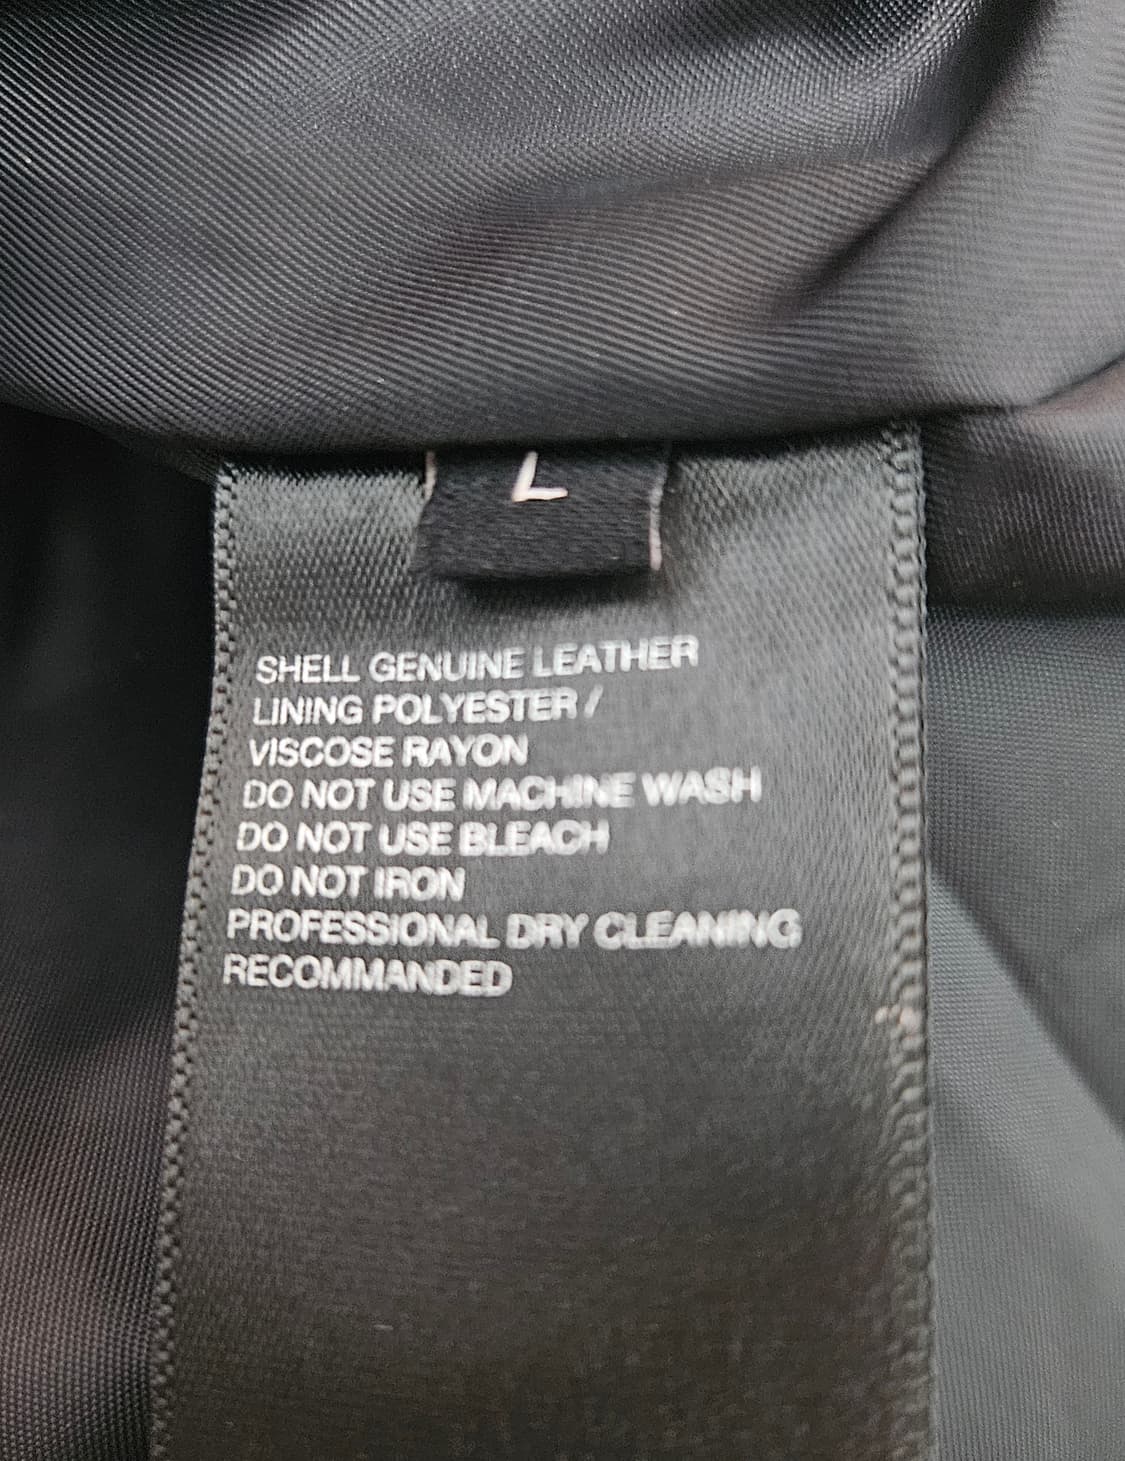 L
SHELL GENUINE LEATHER
LINING POLYESTER /
VISCOSE RAYON
DO NOT USE MACHINE WASH
DO NOT USE BLEACH
DO NOT IRON
PROFESSIONAL DRY CLEANING
RECOMMANDED